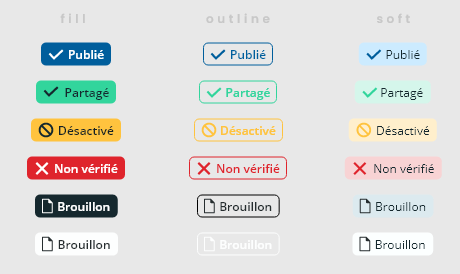 fill outline soft
Publié Publié Publié
Partagé Partagé Partagé
Désactivé Désactivé Désactivé
Non vérifié Non vérifié Non vérifié
Brouillon Brouillon Brouillon
Brouillon Brouillon Brouillon